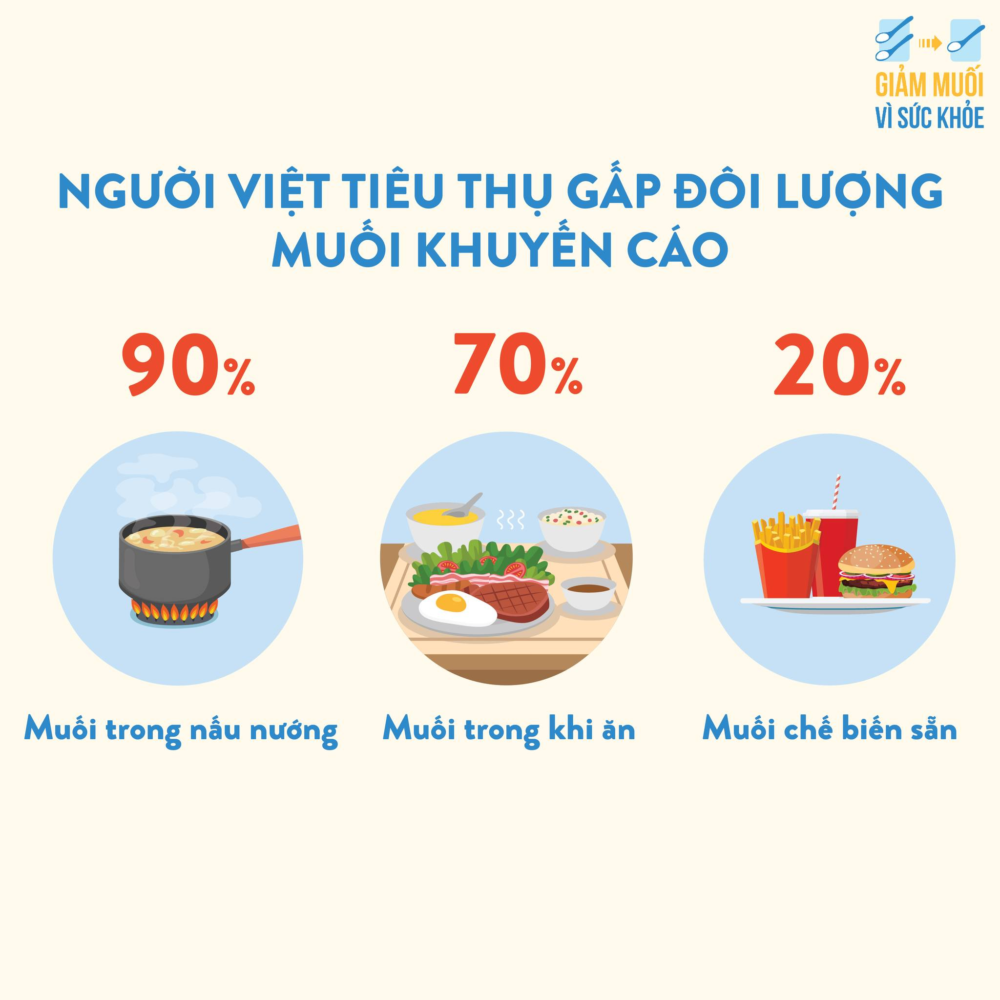 GIẢM MUỐI
VÌ SỨC KHỎE
NGƯỜI VIỆT TIÊU THỤ GẤP ĐÔI LƯỢNG
MUỐI KHUYẾN CÁO
90%
70%
20%
Muối trong nấu nướng
Muối trong khi ăn
Muối chế biến sẵn